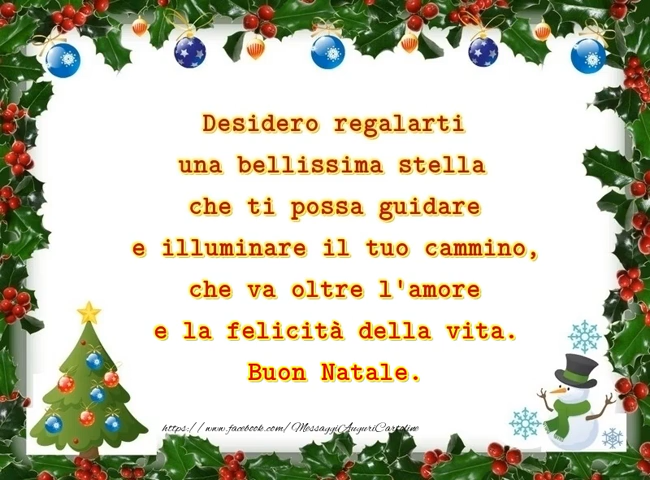 Desidero regalarti
una bellissima stella
che ti possa guidare
e illuminare il tuo cammino,
che va oltre l'amore
e la felicità della vita.
Buon Natale.
https://www.facebook.com/MessaggiAuguriCartoline